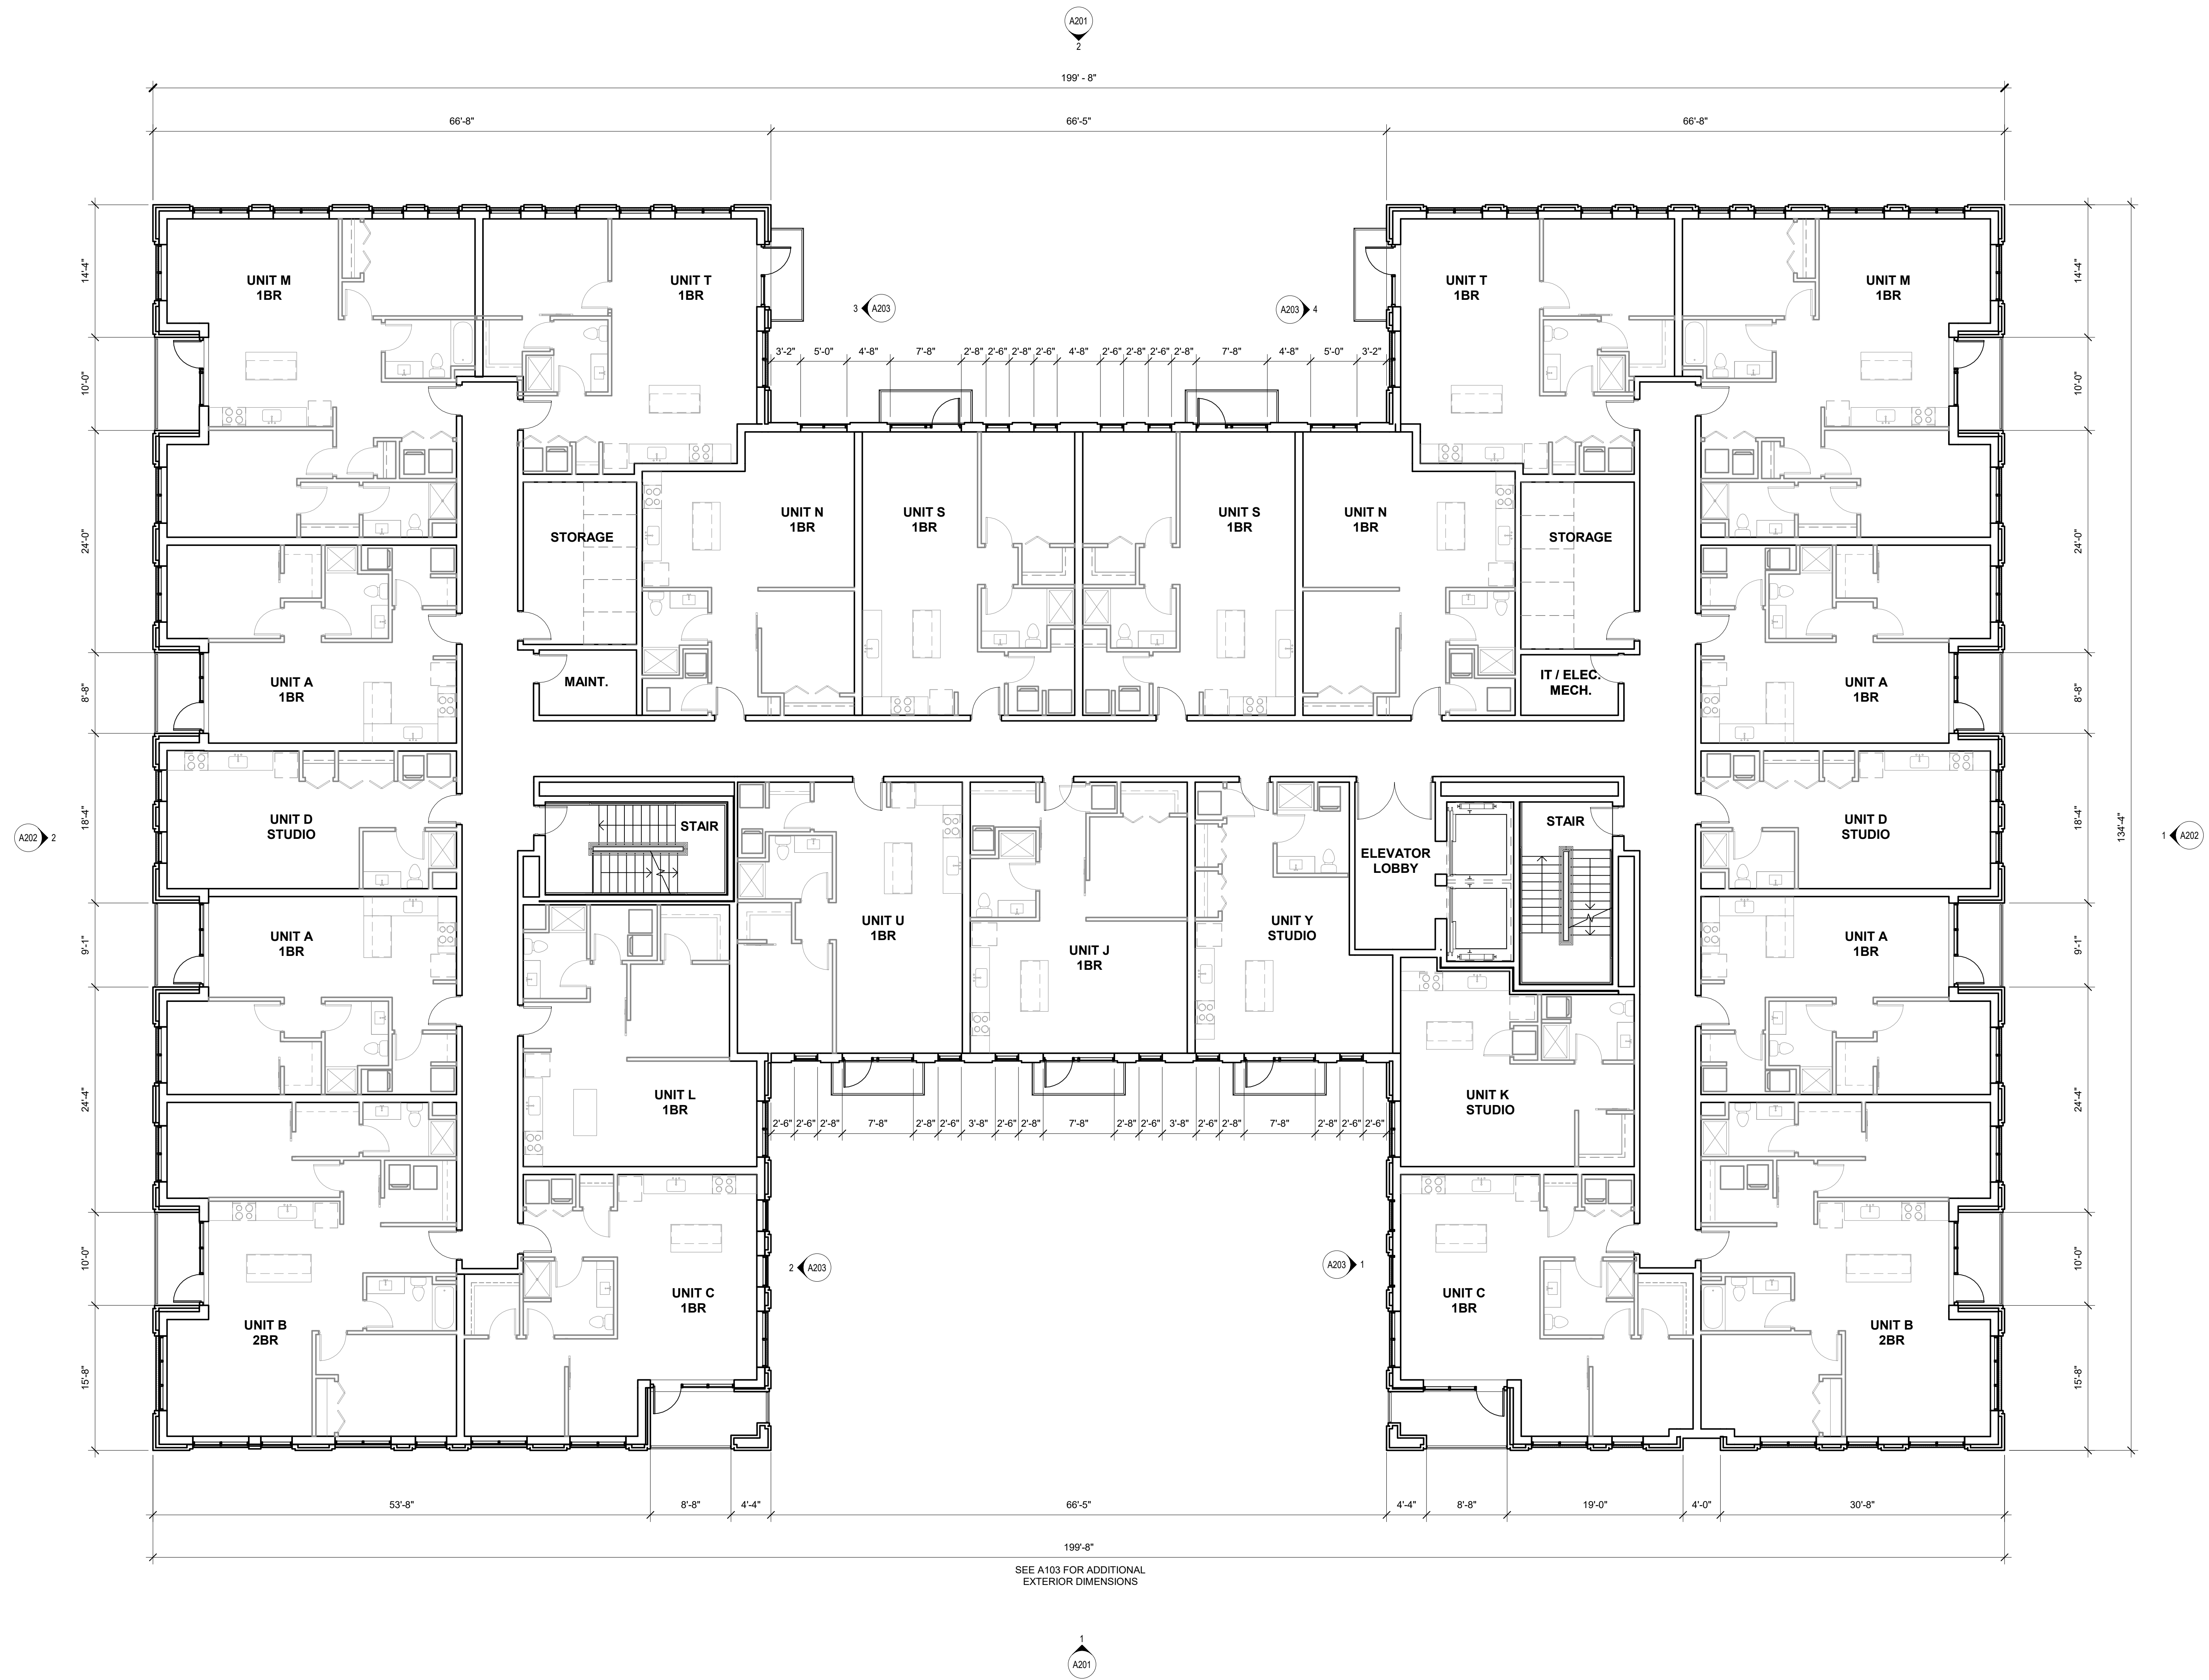 A201
2
199' - 8"
66'-8"
66'-5"
66'-8"
14'-4"
10'-0"
24'-0"
8'-8"
18'-4"
9'-1"
24'-4"
10'-0"
15'-8"
UNIT M
1BR
UNIT T
1BR
3
A203
A203
4
UNIT T
1BR
UNIT M
1BR
14'-4"
10'-0"
24'-0"
8'-8"
18'-4"
134'-4"
9'-1"
24'-4"
10'-0"
15'-8"
3'-2" 5'-0" 4'-8" 7'-8" 2'-8" 2'-6" 2'-8" 2'-6" 4'-8" 2'-6" 2'-8" 2'-6" 2'-8" 7'-8" 4'-8" 5'-0" 3'-2"
STORAGE
UNIT N
1BR
UNIT S
1BR
UNIT S
1BR
UNIT N
1BR
STORAGE
UNIT A
1BR
MAINT.
IT / ELEC.
MECH.
UNIT A
1BR
A202
2
UNIT D
STUDIO
STAIR
ELEVATOR
LOBBY
STAIR
UNIT D
STUDIO
1
A202
UNIT A
1BR
UNIT U
1BR
UNIT J
1BR
UNIT Y
STUDIO
UNIT A
1BR
UNIT L
1BR
UNIT K
STUDIO
2'-6" 2'-6" 2'-8" 7'-8" 2'-8" 2'-6" 3'-8" 2'-6" 2'-8" 7'-8" 2'-8" 2'-6" 3'-8" 2'-6" 2'-8" 7'-8" 2'-8" 2'-6" 2'-6"
2
A203
A203
1
UNIT B
2BR
UNIT C
1BR
UNIT C
1BR
UNIT B
2BR
53'-8"
8'-8"
4'-4"
66'-5"
4'-4"
8'-8"
19'-0"
4'-0"
30'-8"
199'-8"
SEE A103 FOR ADDITIONAL
EXTERIOR DIMENSIONS
1
A201